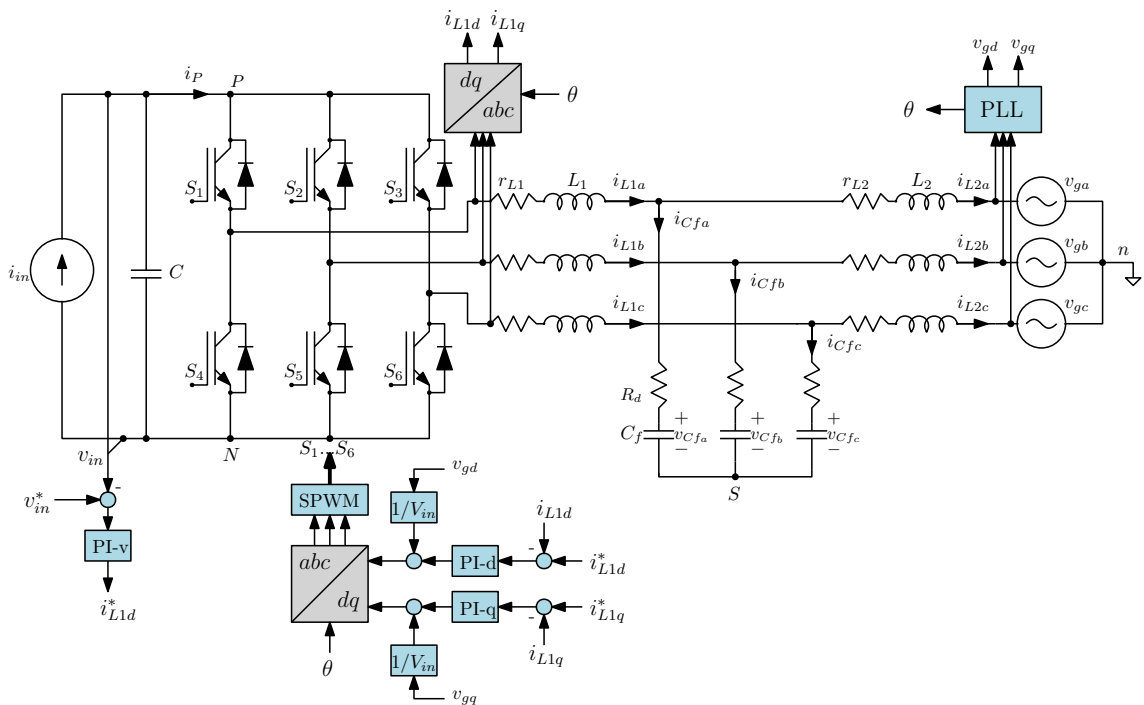 i_{L1d} i_{L1q}
v_{gd} v_{gq}
i_P P
dq
abc
θ
θ
PLL
S_1 S_2 S_3
r_{L1} L_1 i_{L1a}
r_{L2} L_2 i_{L2a} v_{ga}
i_{Cfa}
i_{in} C
i_{L1b} i_{L2b} v_{gb} n
i_{Cfb}
i_{L1c} i_{L2c} v_{gc}
i_{Cfc}
S_4 S_5 S_6
R_d
+ + +
C_f v_{Cfa} v_{Cfb} v_{Cfc}
− − −
S
v_{in} N S_1...S_6
v_{gd}
-
v_{in}^*
SPWM
1/V_{in}
i_{L1d}
PI-v
abc
dq
-
PI-d
i_{L1d}^*
i_{L1d}^*
PI-q
i_{L1q}^*
-
i_{L1q}
θ
1/V_{in}
v_{gq}